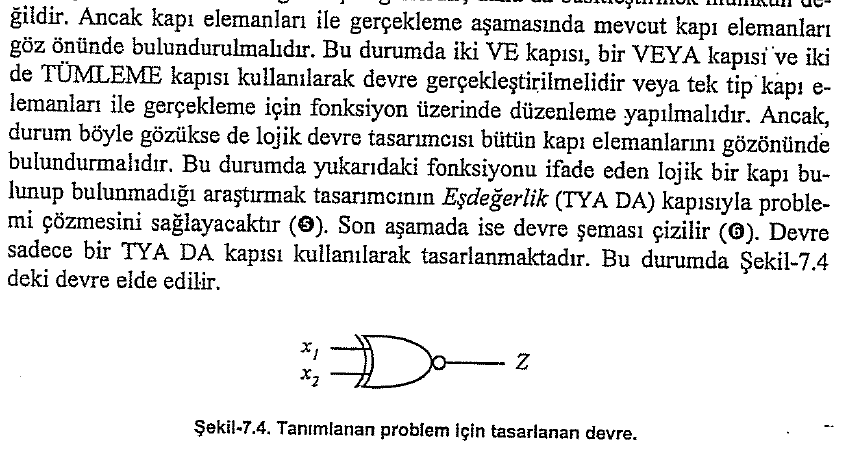 ğildir. Ancak kapı elemanları ile gerçekleme aşamasında mevcut kapı elemanları
göz önünde bulundurulmalıdır. Bu durumda iki VE kapısı, bir VEYA kapısı ve iki
de TÜMLEME kapısı kullanılarak devre gerçekleştirilmelidir veya tek tip kapı e-
lemanları ile gerçekleme için fonksiyon üzerinde düzenleme yapılmalıdır. Ancak,
durum böyle gözükse de lojik devre tasarımcısı bütün kapı elemanlarını gözönünde
bulundurmalıdır. Bu durumda yukarıdaki fonksiyonu ifade eden lojik bir kapı bu-
lunup bulunmadığı araştırmak tasarımcının Eşdeğerlik (TYA DA) kapısıyla proble-
mi çözmesini sağlayacaktır (❺). Son aşamada ise devre şeması çizilir (❻). Devre
sadece bir TYA DA kapısı kullanılarak tasarlanmaktadır. Bu durumda Şekil-7.4
deki devre elde edilir.
x₁
x₂
Z
Şekil-7.4. Tanımlanan problem için tasarlanan devre.